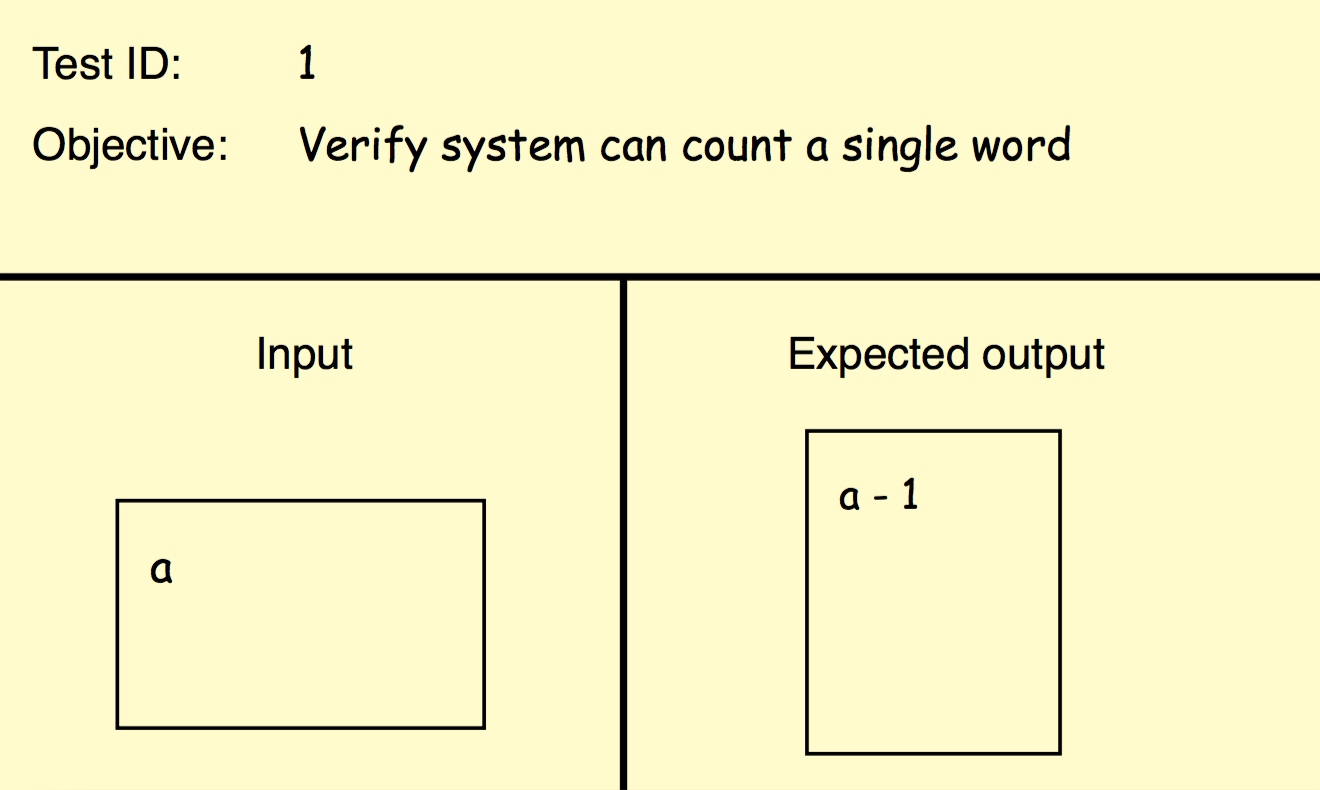 Test ID: 1
Objective: Verify system can count a single word
Input
Expected output
a
a - 1